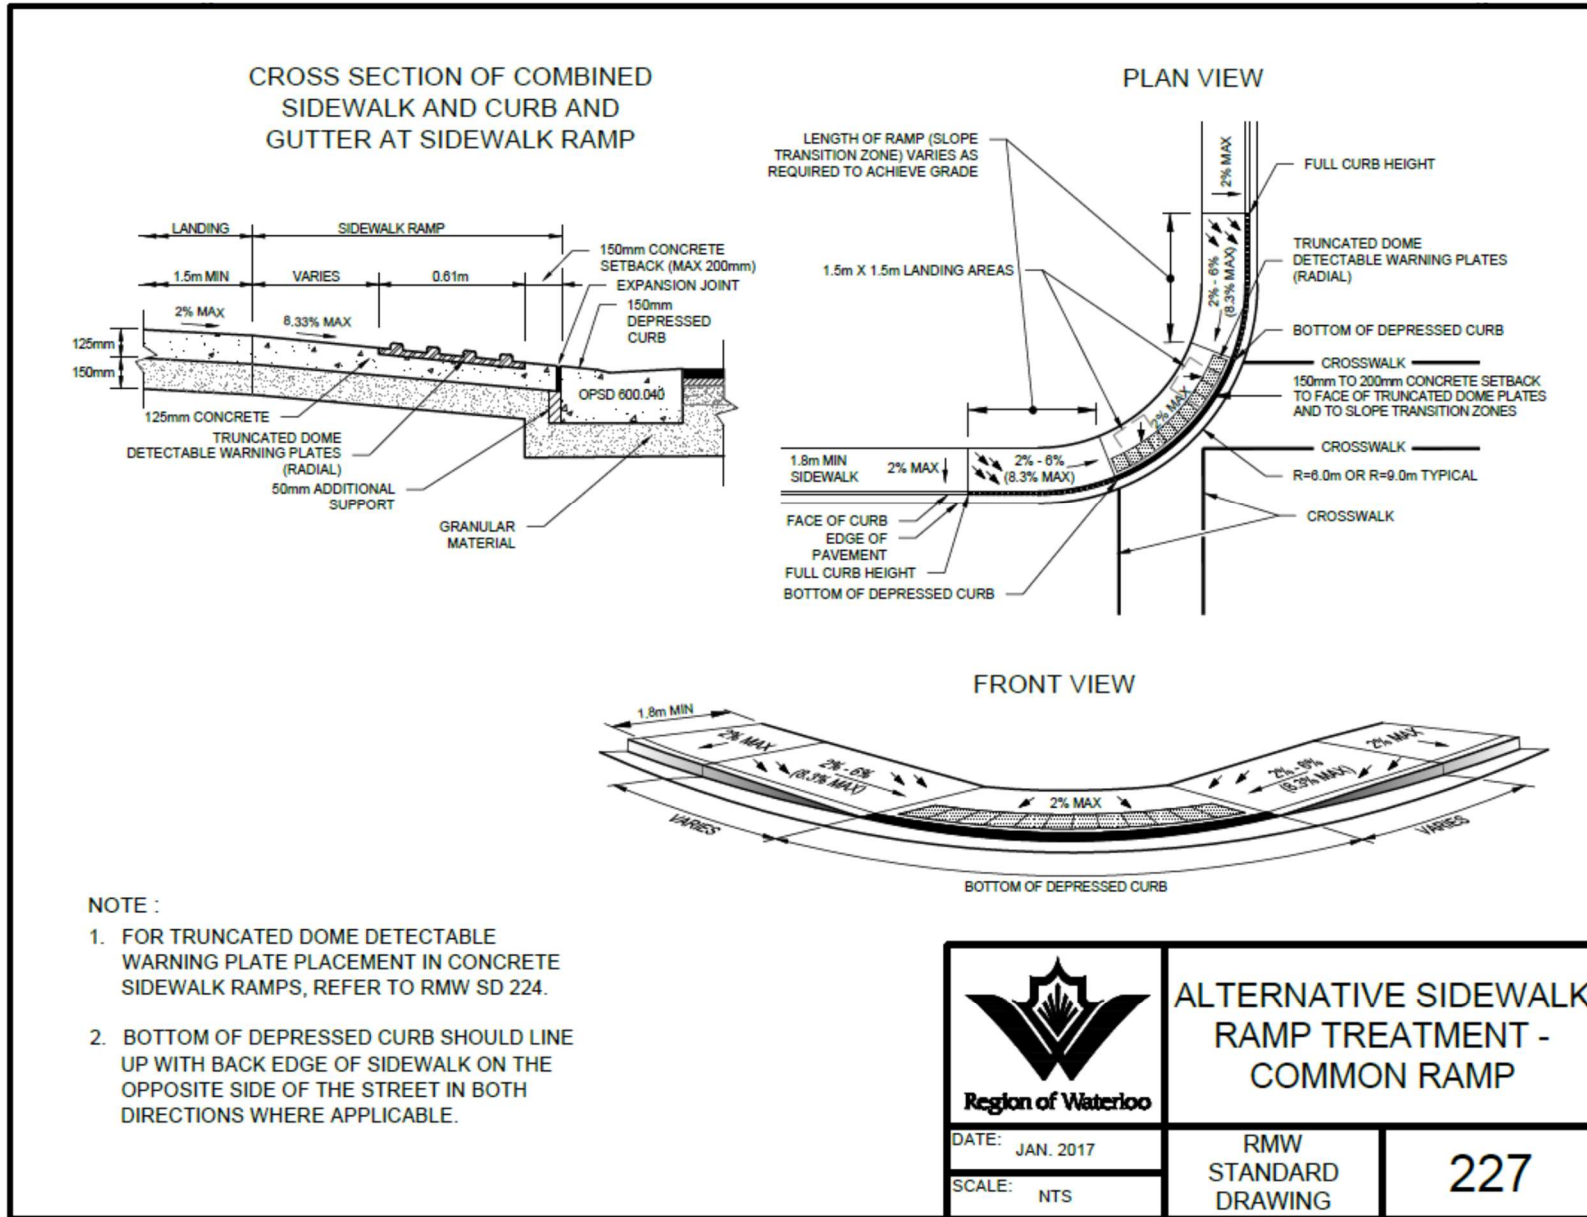 CROSS SECTION OF COMBINED
SIDEWALK AND CURB AND
GUTTER AT SIDEWALK RAMP
LANDING
SIDEWALK RAMP
1.5m MIN
VARIES
0.61m
150mm CONCRETE
SETBACK (MAX 200mm)
EXPANSION JOINT
150mm
DEPRESSED
CURB
2% MAX
8.33% MAX
125mm
150mm
OPSD 600.040
125mm CONCRETE
TRUNCATED DOME
DETECTABLE WARNING PLATES
(RADIAL)
50mm ADDITIONAL
SUPPORT
GRANULAR
MATERIAL
PLAN VIEW
LENGTH OF RAMP (SLOPE
TRANSITION ZONE) VARIES AS
REQUIRED TO ACHIEVE GRADE
2% MAX
FULL CURB HEIGHT
TRUNCATED DOME
DETECTABLE WARNING PLATES
(RADIAL)
1.5m X 1.5m LANDING AREAS
2% - 6%
(8.3% MAX)
BOTTOM OF DEPRESSED CURB
CROSSWALK
150mm TO 200mm CONCRETE SETBACK
TO FACE OF TRUNCATED DOME PLATES
AND TO SLOPE TRANSITION ZONES
2% MAX
CROSSWALK
1.8m MIN
SIDEWALK
2% MAX
2% - 6%
(8.3% MAX)
R=6.0m OR R=9.0m TYPICAL
CROSSWALK
FACE OF CURB
EDGE OF
PAVEMENT
FULL CURB HEIGHT
BOTTOM OF DEPRESSED CURB
FRONT VIEW
1.8m MIN
2% MAX
2% - 6%
(8.3% MAX)
2% MAX
2% - 6%
(8.3% MAX)
2% MAX
VARIES
VARIES
BOTTOM OF DEPRESSED CURB
NOTE :
1. FOR TRUNCATED DOME DETECTABLE
WARNING PLATE PLACEMENT IN CONCRETE
SIDEWALK RAMPS, REFER TO RMW SD 224.
2. BOTTOM OF DEPRESSED CURB SHOULD LINE
UP WITH BACK EDGE OF SIDEWALK ON THE
OPPOSITE SIDE OF THE STREET IN BOTH
DIRECTIONS WHERE APPLICABLE.
Region of Waterloo
ALTERNATIVE SIDEWALK
RAMP TREATMENT -
COMMON RAMP
DATE: JAN. 2017
SCALE: NTS
RMW
STANDARD
DRAWING
227